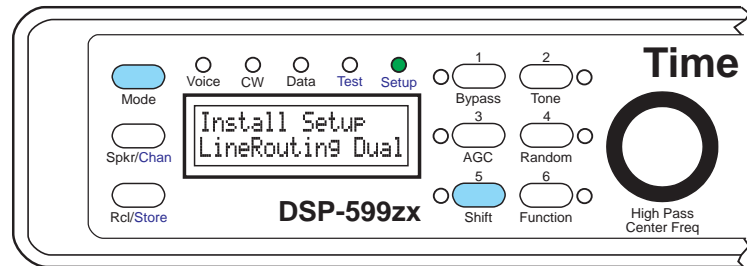 Time
Voice CW Data Test Setup
Mode
1 2
Bypass Tone
Install Setup
LineRouting Dual
Spkr/Chan
3 4
AGC Random
5 6
Rcl/Store
DSP-599zx
Shift Function
High Pass
Center Freq